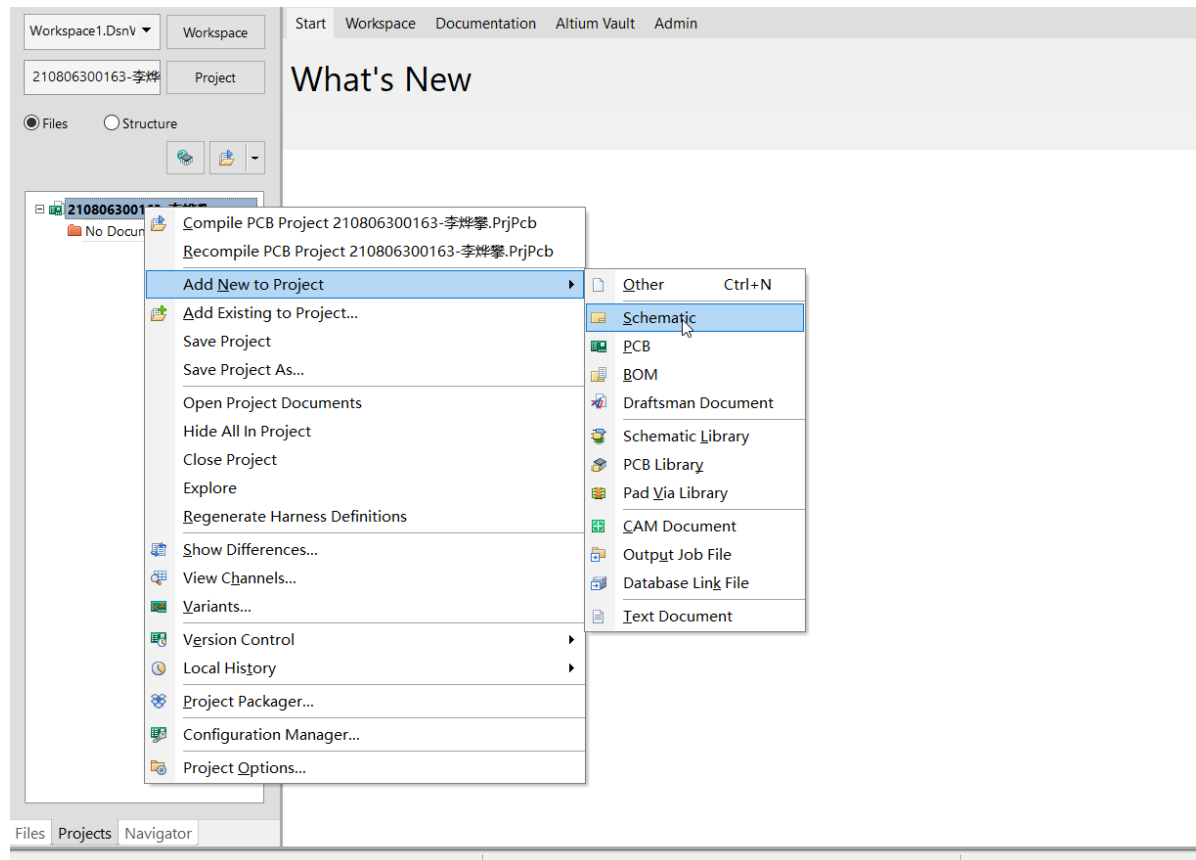 Start Workspace Documentation Altium Vault Admin
Workspace1.DsnV Workspace
210806300163-李烨 Project
What's New
Files Structure
2108063001
No Docun
Compile PCB Project 210806300163-李烨攀.PrjPcb
Recompile PCB Project 210806300163-李烨攀.PrjPcb
Add New to Project
Add Existing to Project...
Save Project
Save Project As...
Open Project Documents
Hide All In Project
Close Project
Explore
Regenerate Harness Definitions
Show Differences...
View Channels...
Variants...
Version Control
Local History
Project Packager...
Configuration Manager...
Project Options...
Other Ctrl+N
Schematic
PCB
BOM
Draftsman Document
Schematic Library
PCB Library
Pad Via Library
CAM Document
Output Job File
Database Link File
Text Document
Files Projects Navigator